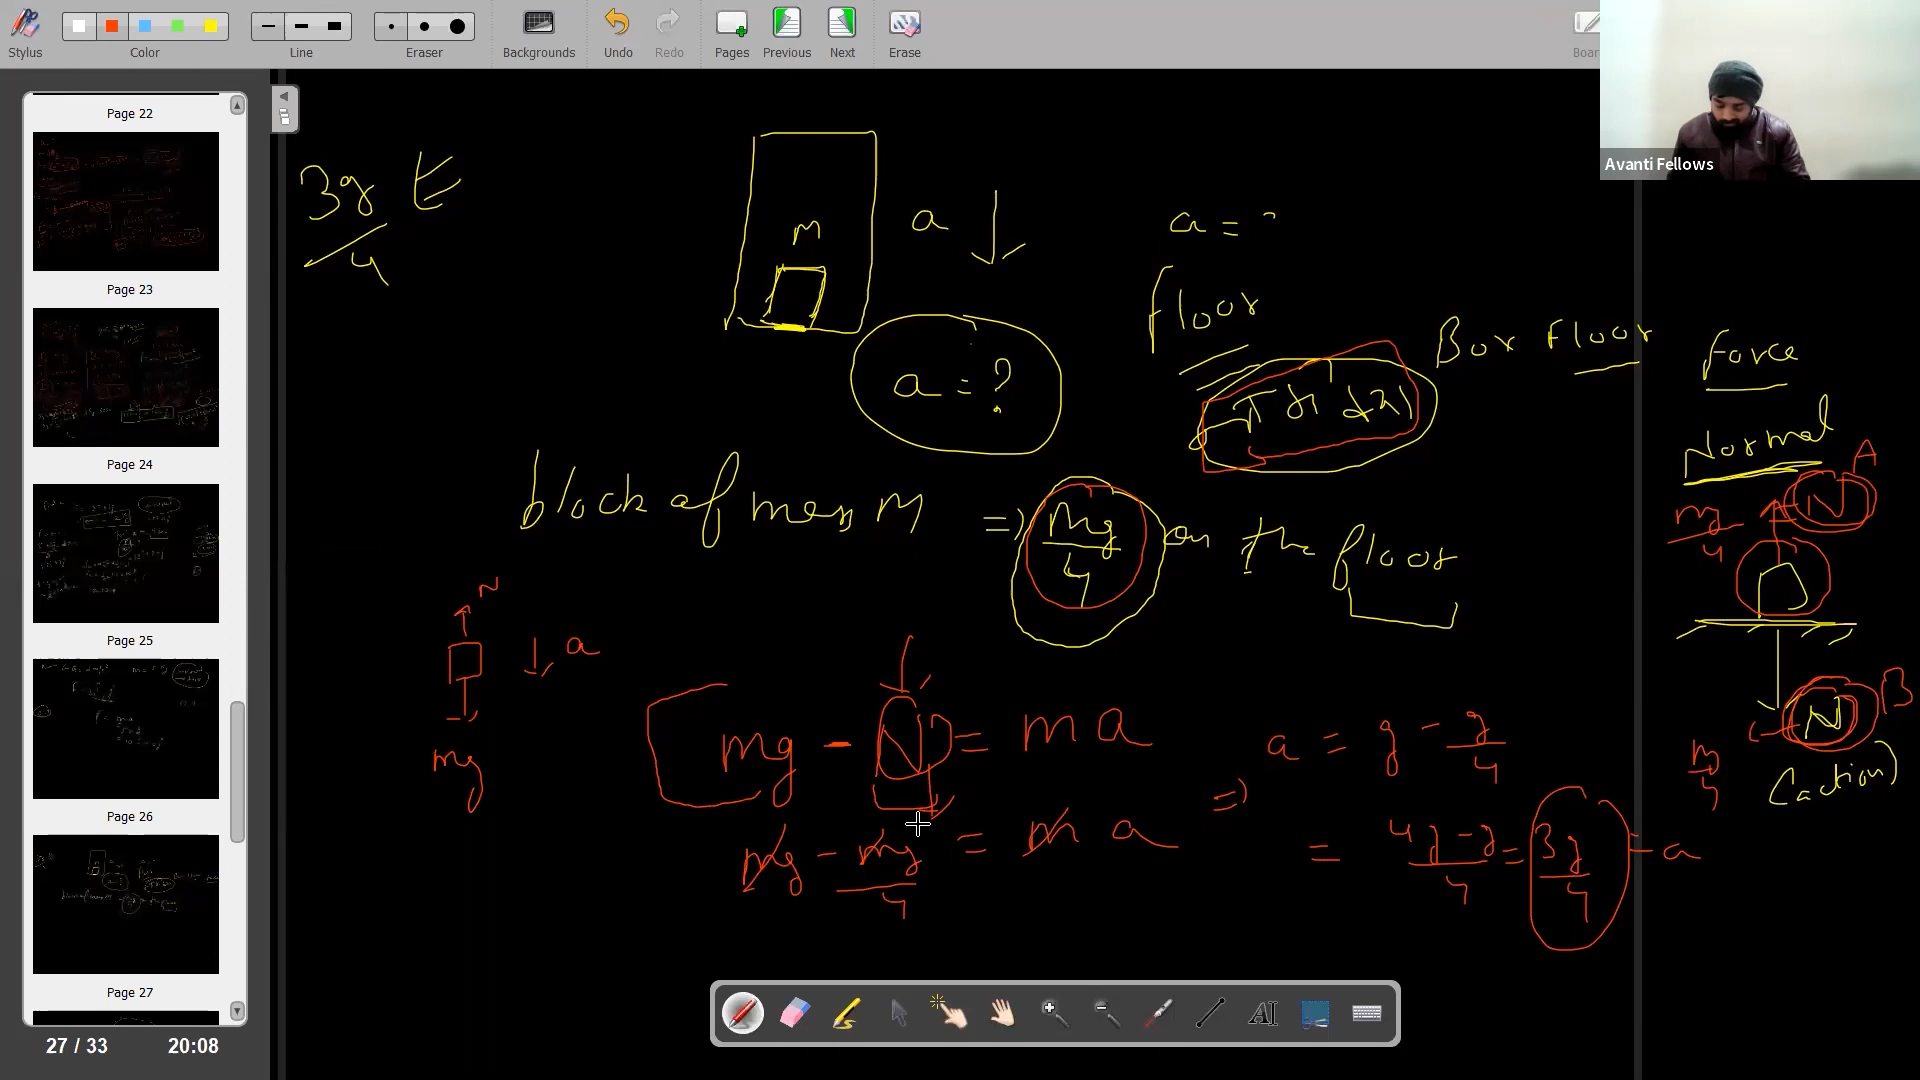 Stylus
Color
Line
Eraser
Backgrounds
Undo
Redo
Pages
Previous
Next
Erase
Boar
Avanti Fellows
Page 22
Page 23
Page 24
Page 25
Page 26
Page 27
27 / 33
20:08
3g/4
m
a
a = ?
a = ?
floor
Box floor
Force
Normal
block of mass M => Mg/4 on the floor
A
N
mg/4
N
a
mg
mg - N = ma
mg - mg/4 = ma
=> a = g - g/4
= 4g-g/4 = 3g/4 = a
B
N
m/4
(action)
AI